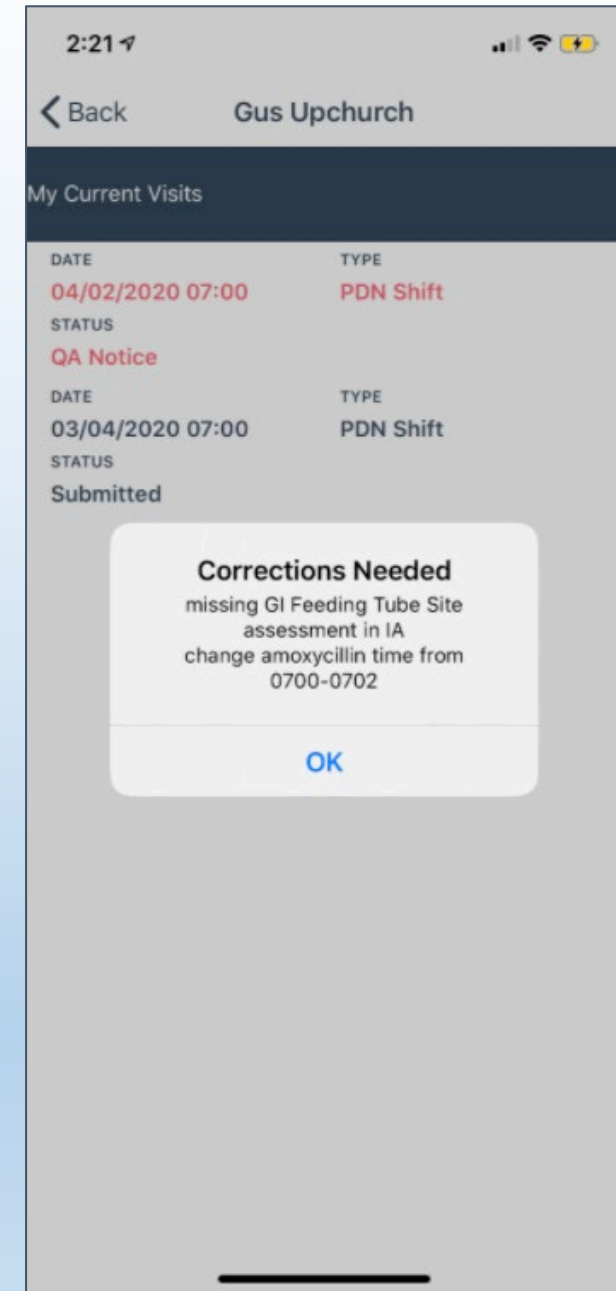 2:21
Back Gus Upchurch
My Current Visits
DATE TYPE
04/02/2020 07:00 PDN Shift
STATUS
QA Notice
DATE TYPE
03/04/2020 07:00 PDN Shift
STATUS
Submitted
Corrections Needed
missing GI Feeding Tube Site
assessment in IA
change amoxycillin time from
0700-0702
OK